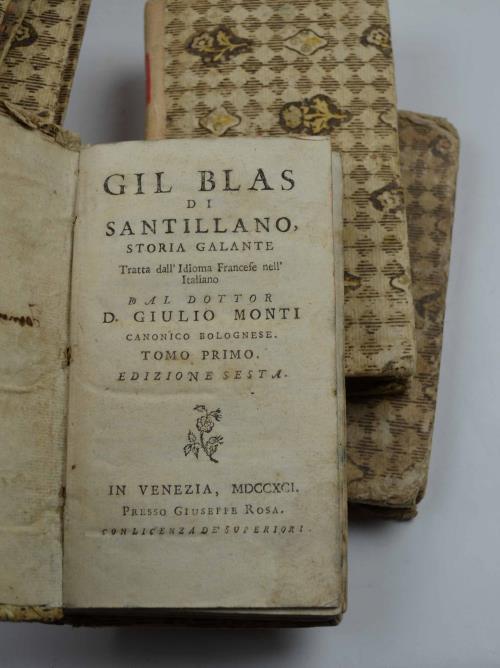 GIL BLAS
DI
SANTILLANO,
STORIA GALANTE
Tratta dall' Idioma Franceſe nell'
Italiano
DAL DOTTOR
D. GIULIO MONTI
CANONICO BOLOGNESE.
TOMO PRIMO.
EDIZIONE SESTA.
IN VENEZIA, MDCCXCI.
Presso Giuseppe Rosa.
CON LICENZA DE' SUPERIORI.